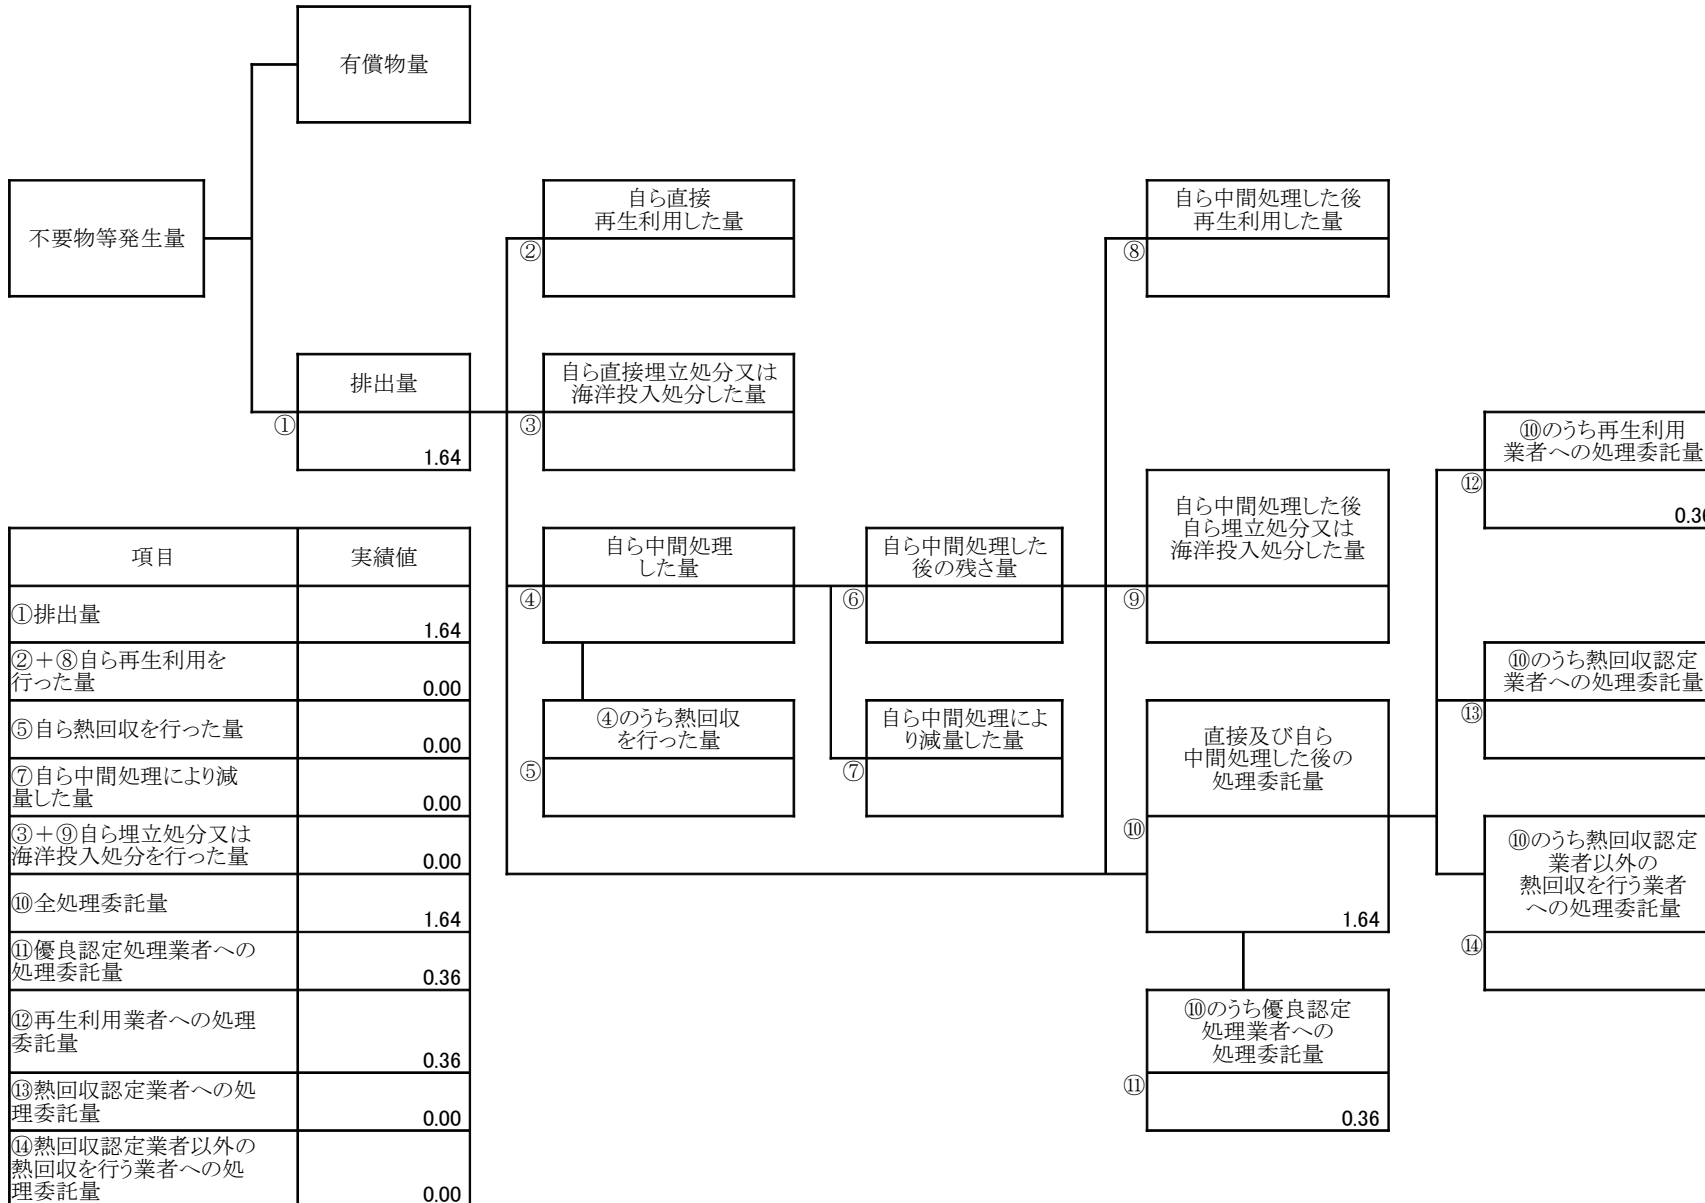 有償物量
不要物等発生量
自ら直接
再生利用した量
②
自ら中間処理した後
再生利用した量
⑧
排出量
①
1.64
自ら直接埋立処分又は
海洋投入処分した量
③
⑩のうち再生利用
業者への処理委託量
⑫
0.36
自ら中間処理した後
自ら埋立処分又は
海洋投入処分した量
⑨
自ら中間処理
した量
④
自ら中間処理した
後の残さ量
⑥
⑩のうち熱回収認定
業者への処理委託量
⑬
④のうち熱回収
を行った量
⑤
自ら中間処理によ
り減量した量
⑦
直接及び自ら
中間処理した後の
処理委託量
⑩
1.64
⑩のうち熱回収認定
業者以外の
熱回収を行う業者
への処理委託量
⑭
⑩のうち優良認定
処理業者への
処理委託量
⑪
0.36
項目 実績値
①排出量 1.64
②+⑧自ら再生利用を
行った量 0.00
⑤自ら熱回収を行った量 0.00
⑦自ら中間処理により減
量した量 0.00
③+⑨自ら埋立処分又は
海洋投入処分を行った量 0.00
⑩全処理委託量 1.64
⑪優良認定処理業者への
処理委託量 0.36
⑫再生利用業者への処理
委託量 0.36
⑬熱回収認定業者への処
理委託量 0.00
⑭熱回収認定業者以外の
熱回収を行う業者への処
理委託量 0.00